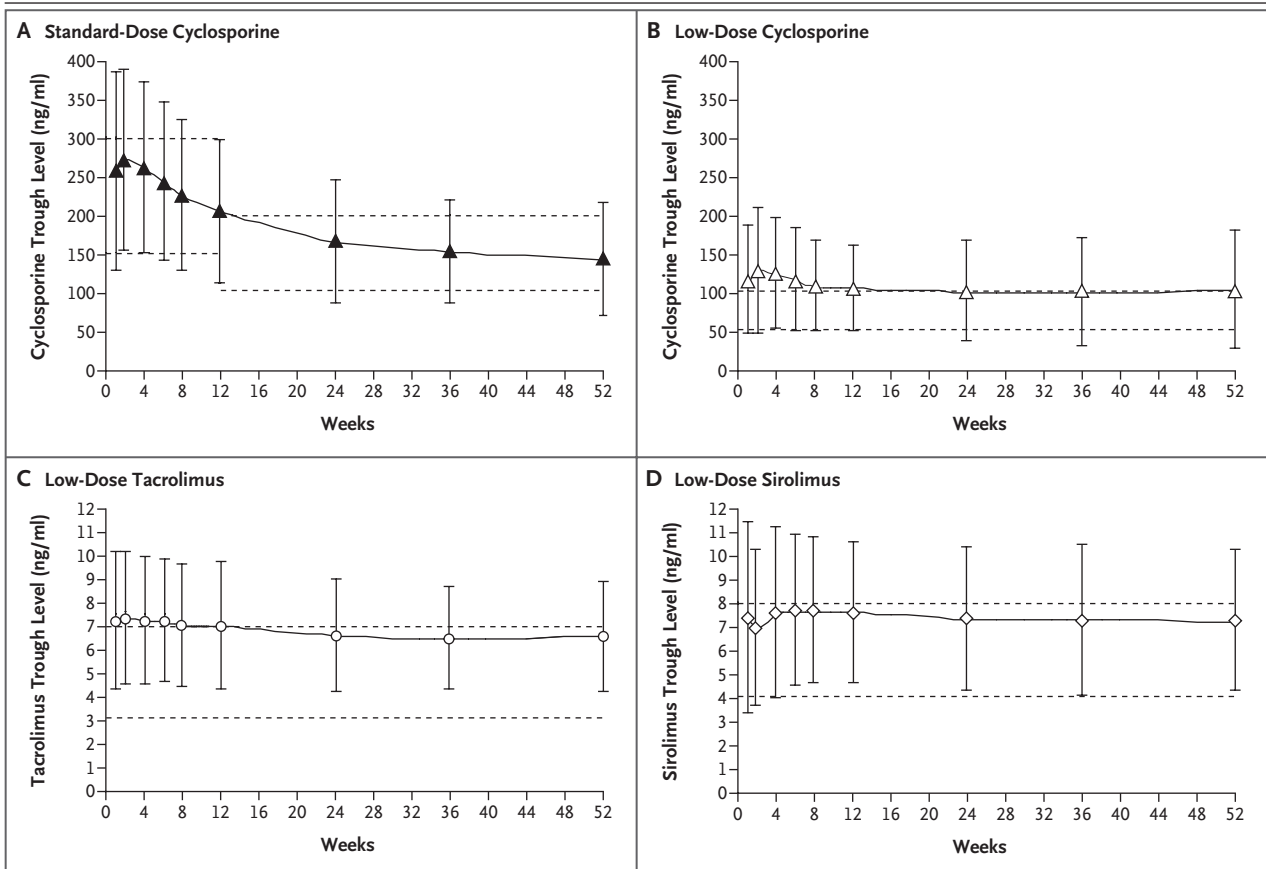 A Standard-Dose Cyclosporine
Cyclosporine Trough Level (ng/ml)
400
350
300
250
200
150
100
50
0
0 4 8 12 16 20 24 28 32 36 40 44 48 52
Weeks
B Low-Dose Cyclosporine
Cyclosporine Trough Level (ng/ml)
400
350
300
250
200
150
100
50
0
0 4 8 12 16 20 24 28 32 36 40 44 48 52
Weeks
C Low-Dose Tacrolimus
Tacrolimus Trough Level (ng/ml)
12
11
10
9
8
7
6
5
4
3
2
1
0
0 4 8 12 16 20 24 28 32 36 40 44 48 52
Weeks
D Low-Dose Sirolimus
Sirolimus Trough Level (ng/ml)
12
11
10
9
8
7
6
5
4
3
2
1
0
0 4 8 12 16 20 24 28 32 36 40 44 48 52
Weeks